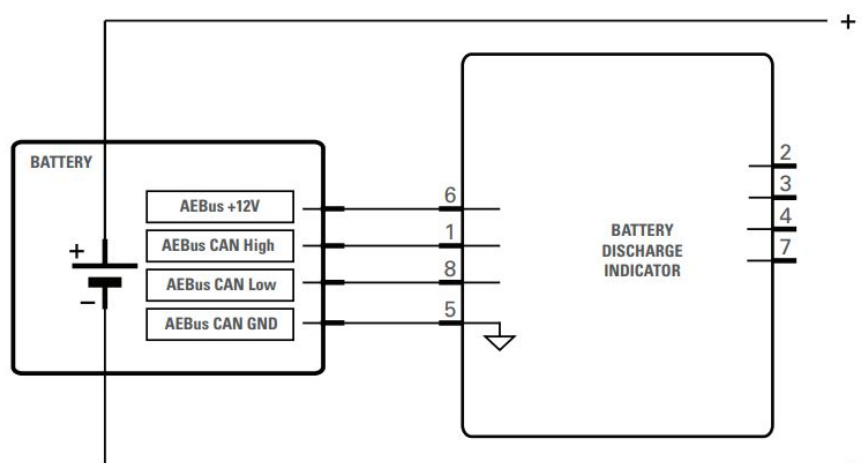 +
BATTERY
AEBus +12V
6
2
3
AEBus CAN High
1
BATTERY
4
+
DISCHARGE
7
AEBus CAN Low
8
INDICATOR
−
AEBus CAN GND
5